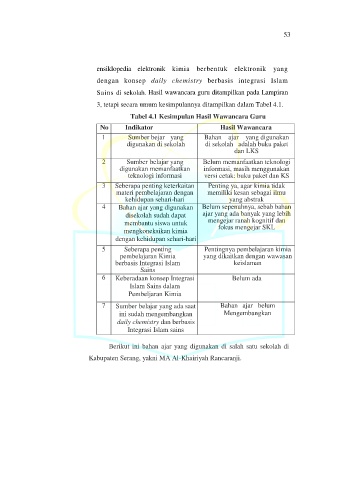 53
ensiklopedia elektronik kimia berbentuk elektronik yang
dengan konsep daily chemistry berbasis integrasi Islam
Sains di sekolah. Hasil wawancara guru ditampilkan pada Lampiran
3, tetapi secara umum kesimpulannya ditampilkan dalam Tabel 4.1.
Tabel 4.1 Kesimpulan Hasil Wawancara Guru
No Indikator Hasil Wawancara
1 Sumber bejar yang
digunakan di sekolah
Bahan ajar yang digunakan
di sekolah adalah buku paket
dan LKS
2 Sumber belajar yang
digunakan memanfaatkan
teknologi informasi
Belum memanfaatkan teknologi
informasi, masih menggunakan
versi cetak: buku paket dan KS
3 Seberapa penting keterkaitan
materi pembelajaran dengan
kehidupan sehari-hari
Penting ya, agar kimia tidak
memiliki kesan sebagai ilmu
yang abstrak
4 Bahan ajar yang digunakan
disekolah sudah dapat
membantu siswa untuk
mengkoneksikan kimia
dengan kehidupan sehari-hari
Belum sepenuhnya, sebab bahan
ajar yang ada banyak yang lebih
mengejar ranah kognitif dan
fokus mengejar SKL
5 Seberapa penting
pembelajaran Kimia
berbasis Integrasi Islam
Sains
Pentingnya pembelajaran kimia
yang dikaitkan dengan wawasan
keislaman
6 Keberadaan konsep Integrasi
Islam Sains dalam
Pembeljaran Kimia
Belum ada
7 Sumber belajar yang ada saat
ini sudah mengembangkan
daily chemistry dan berbasis
Integrasi Islam sains
Bahan ajar belum
Mengembangkan
Berikut ini bahan ajar yang digunakan di salah satu sekolah di
Kabupaten Serang, yakni MA Al-Khairiyah Rancaranji.